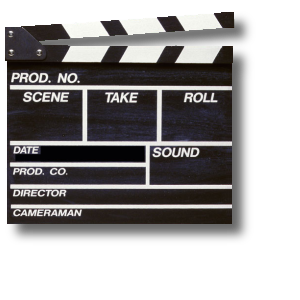 PROD. NO.
SCENE TAKE ROLL
DATE
SOUND
PROD. CO.
DIRECTOR
CAMERAMAN